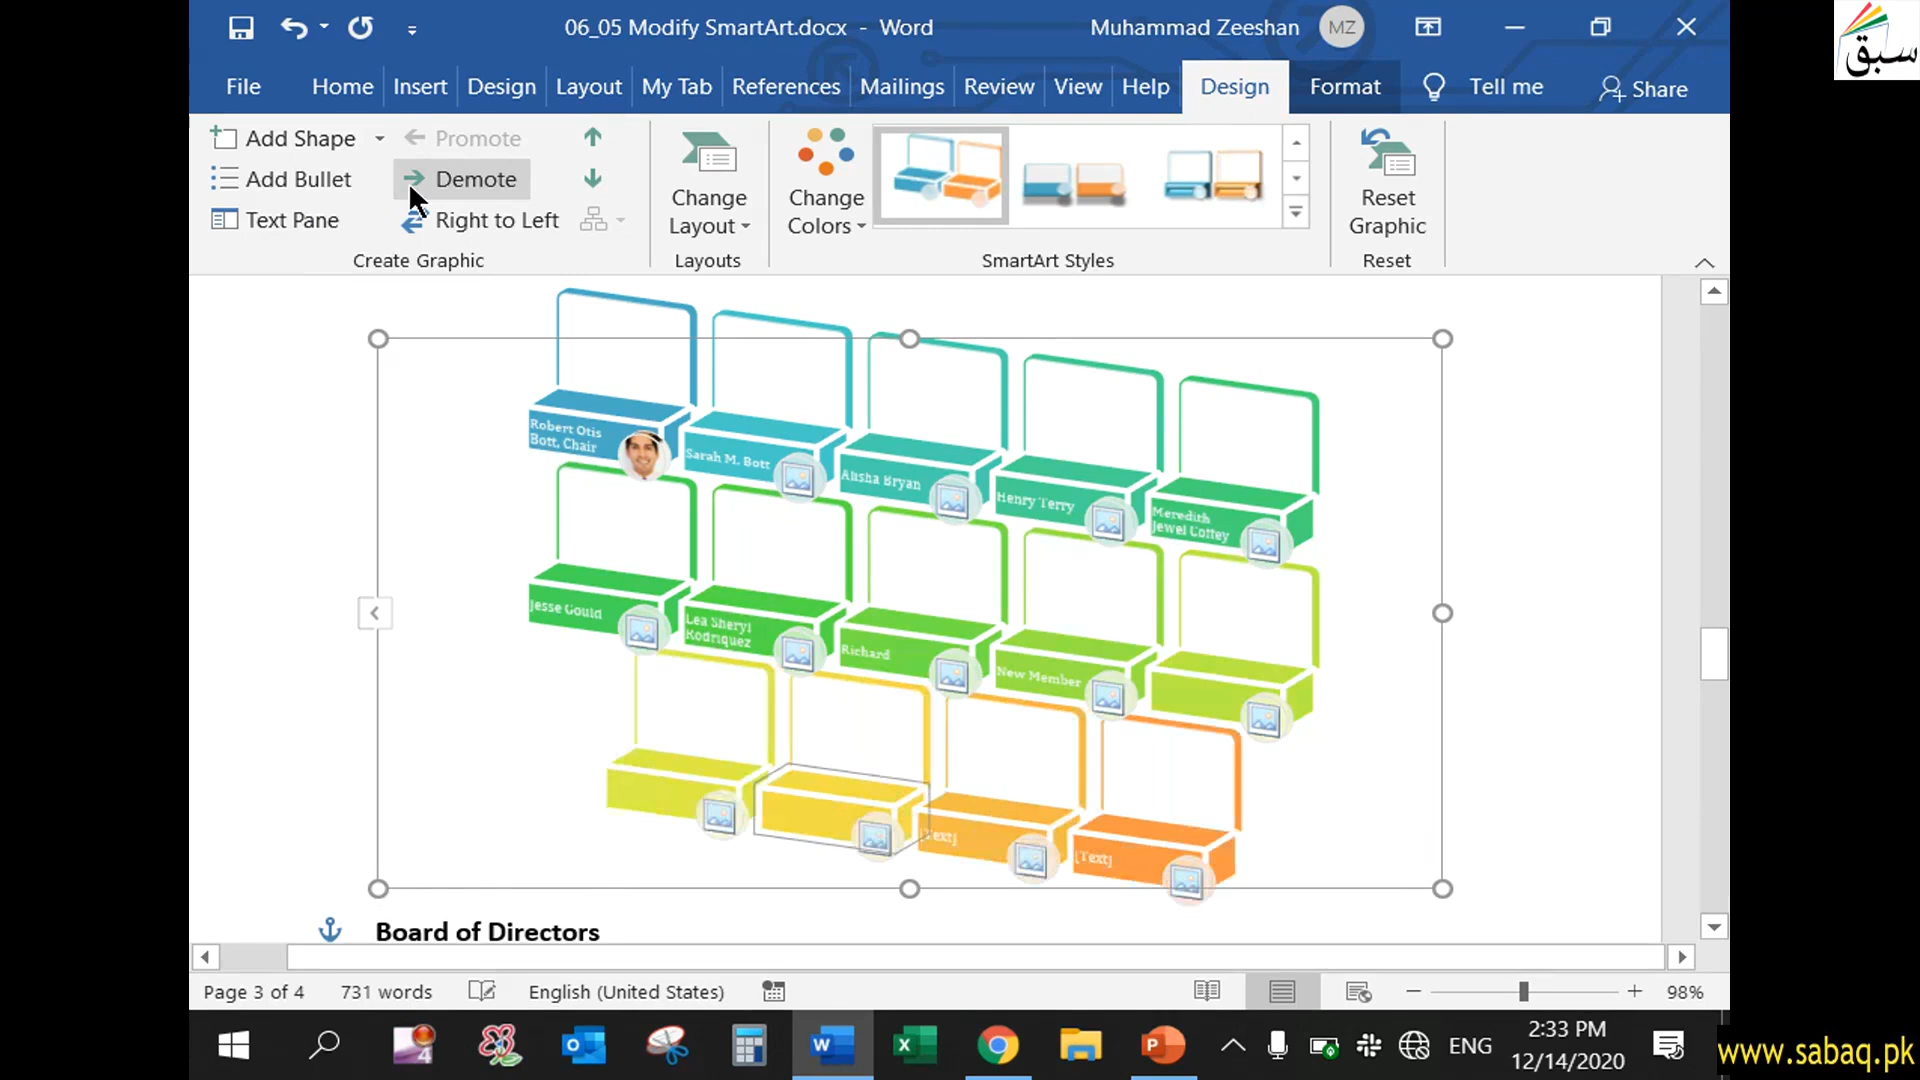 06_05 Modify SmartArt.docx - Word
Muhammad Zeeshan
MZ
سبق
File
Home
Insert
Design
Layout
My Tab
References
Mailings
Review
View
Help
Design
Format
Tell me
Share
Add Shape
Promote
Add Bullet
Demote
Text Pane
Right to Left
Create Graphic
Change
Layout
Layouts
Change
Colors
SmartArt Styles
Reset
Graphic
Reset
Robert Otis
Bott, Chair
Sarah M. Bott
Alisha Bryan
Henry Terry
Meredith
Jewel Coffey
Jesse Gould
Lea Sheryl
Rodriquez
Richard
New Member
[Text]
[Text]
Board of Directors
Page 3 of 4
731 words
English (United States)
98%
4
ENG
2:33 PM
12/14/2020
www.sabaq.pk